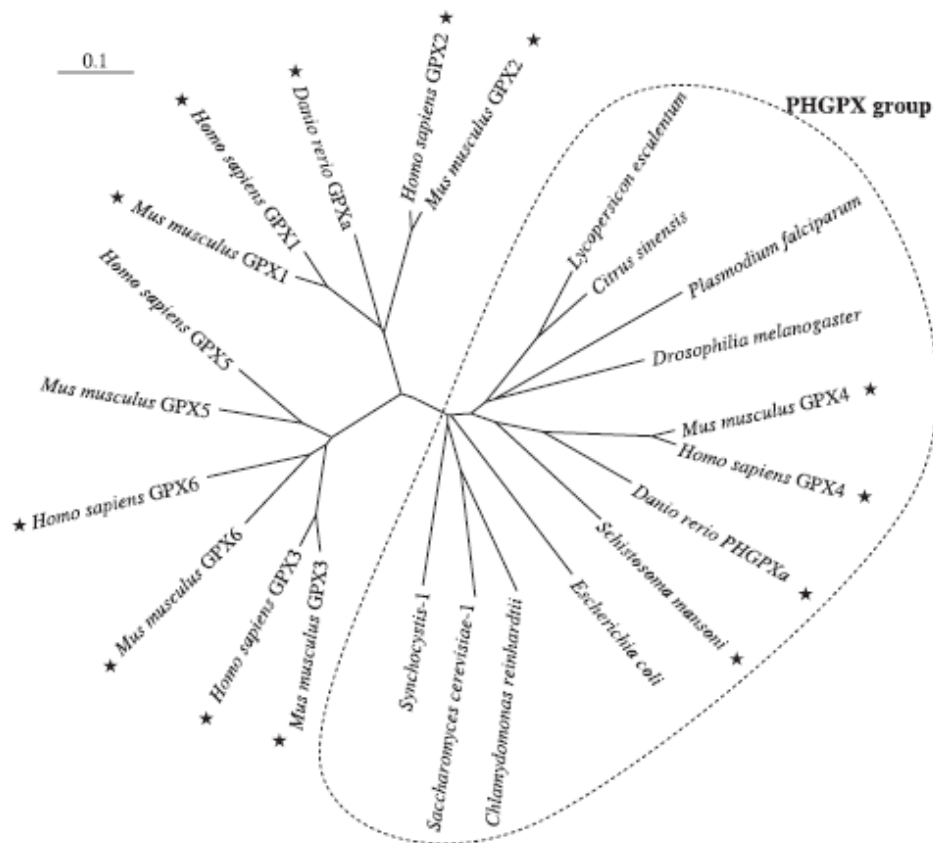 0.1
★ Homo sapiens GPX2
★ Mus musculus GPX2
★ Danio rerio GPXa
★ Homo sapiens GPX1
★ Mus musculus GPX1
Homo sapiens GPX5
Mus musculus GPX5
★ Homo sapiens GPX6
★ Mus musculus GPX6
★ Homo sapiens GPX3
★ Mus musculus GPX3
PHGPX group
Lycopersicon esculentum
Citrus sinensis
Plasmodium falciparum
Drosophilia melanogaster
Mus musculus GPX4 ★
Homo sapiens GPX4 ★
Danio rerio PHGPXa ★
Schistosoma mansoni ★
Escherichia coli
Chlamydomonas reinhardtii
Saccharomyces cerevisiae-1
Synchocystis-1